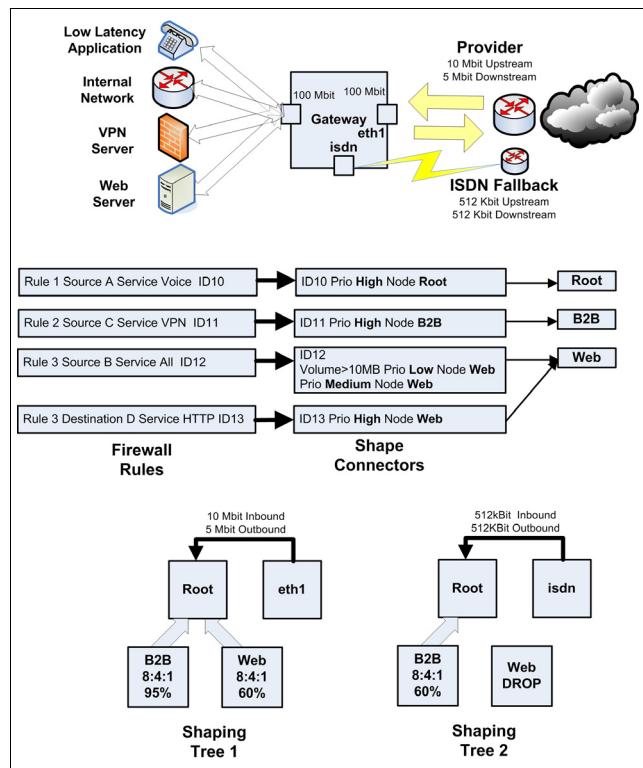 Low Latency
Application
Internal
Network
VPN
Server
Web
Server
100 Mbit
100 Mbit
Gateway
eth1
isdn
Provider
10 Mbit Upstream
5 Mbit Downstream
ISDN Fallback
512 Kbit Upstream
512 Kbit Downstream
Rule 1 Source A Service Voice ID10
ID10 Prio High Node Root
Root
Rule 2 Source C Service VPN ID11
ID11 Prio High Node B2B
B2B
Rule 3 Source B Service All ID12
ID12
Volume>10MB Prio Low Node Web
Prio Medium Node Web
Web
Rule 3 Destination D Service HTTP ID13
ID13 Prio High Node Web
Firewall
Rules
Shape
Connectors
10 Mbit Inbound
5 Mbit Outbound
Root
eth1
B2B
8:4:1
95%
Web
8:4:1
60%
Shaping
Tree 1
512kBit Inbound
512KBit Outbound
Root
isdn
B2B
8:4:1
60%
Web
DROP
Shaping
Tree 2